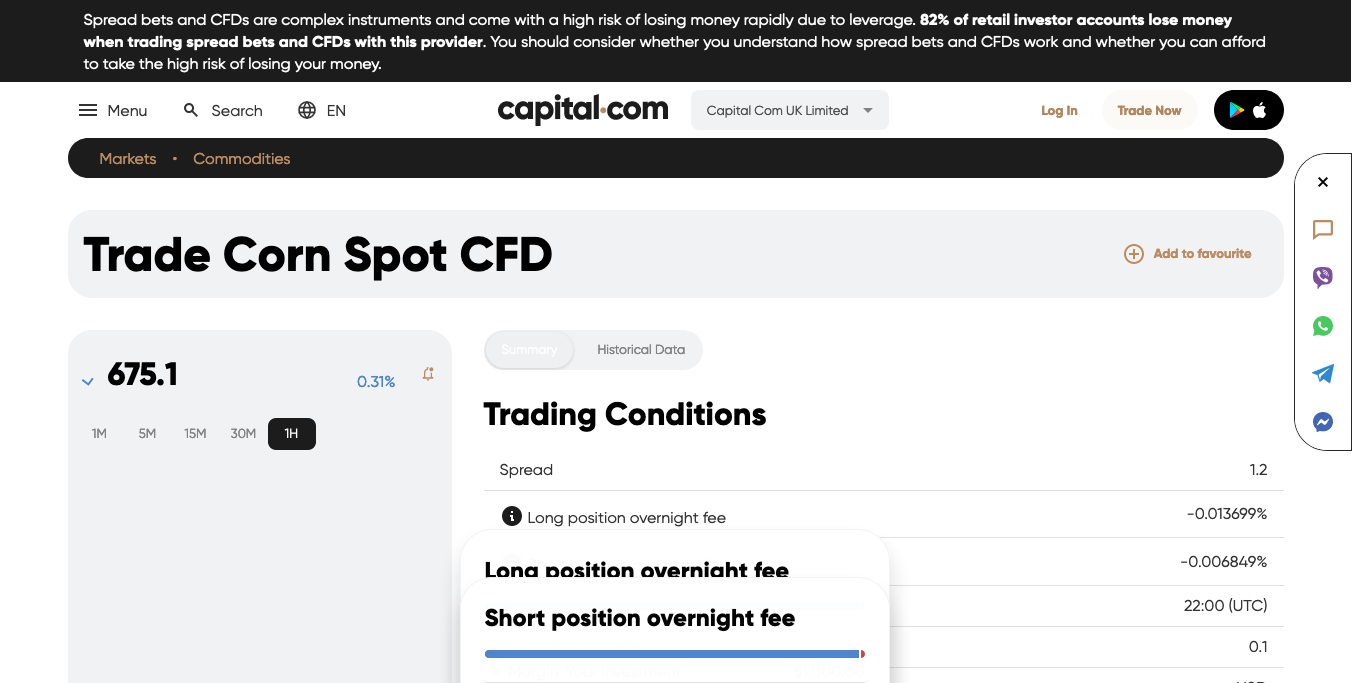 Spread bets and CFDs are complex instruments and come with a high risk of losing money rapidly due to leverage. 82% of retail investor accounts lose money
when trading spread bets and CFDs with this provider. You should consider whether you understand how spread bets and CFDs work and whether you can afford
to take the high risk of losing your money.
Menu Search EN capital.com Capital Com UK Limited Log In Trade Now
Markets • Commodities
Trade Corn Spot CFD Add to favourite
675.1 0.31%
1M 5M 15M 30M 1H
Summary Historical Data
Trading Conditions
Spread 1.2
Long position overnight fee -0.013699%
-0.006849%
Long position overnight fee
22:00 (UTC)
Short position overnight fee
0.1